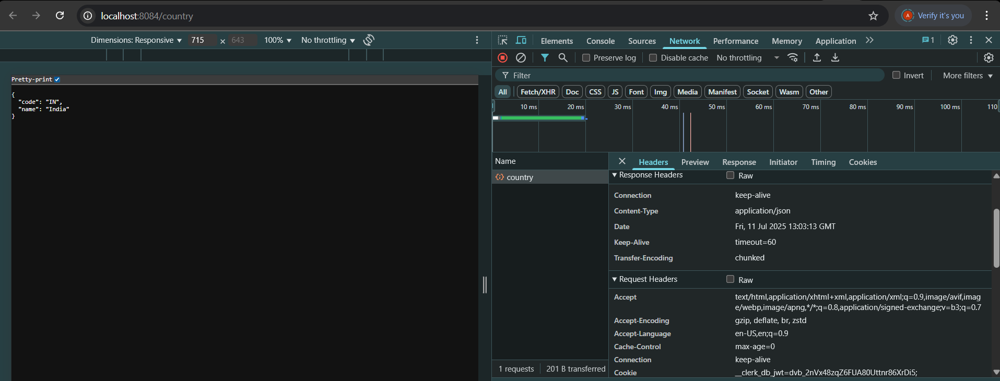 localhost:8084/country
A
Verify it's you
Dimensions: Responsive
715 × 643
100%
No throttling
Pretty-print
{
"code": "IN",
"name": "India"
}
Elements
Console
Sources
Network
Performance
Memory
Application
1
Preserve log
Disable cache
No throttling
Filter
Invert
More filters
All
Fetch/XHR
Doc
CSS
JS
Font
Img
Media
Manifest
Socket
Wasm
Other
10 ms
20 ms
30 ms
40 ms
50 ms
60 ms
70 ms
80 ms
90 ms
100 ms
110
Name
country
1 requests
201 B transferred
Headers
Preview
Response
Initiator
Timing
Cookies
Response Headers
Raw
Connection keep-alive
Content-Type application/json
Date Fri, 11 Jul 2025 13:03:13 GMT
Keep-Alive timeout=60
Transfer-Encoding chunked
Request Headers
Raw
Accept text/html,application/xhtml+xml,application/xml;q=0.9,image/avif,imag
e/webp,image/apng,*/*;q=0.8,application/signed-exchange;v=b3;q=0.7
Accept-Encoding gzip, deflate, br, zstd
Accept-Language en-US,en;q=0.9
Cache-Control max-age=0
Connection keep-alive
Cookie __clerk_db_jwt=dvb_2nVx48zqZ6FUA80Uttnr86XrDi5;